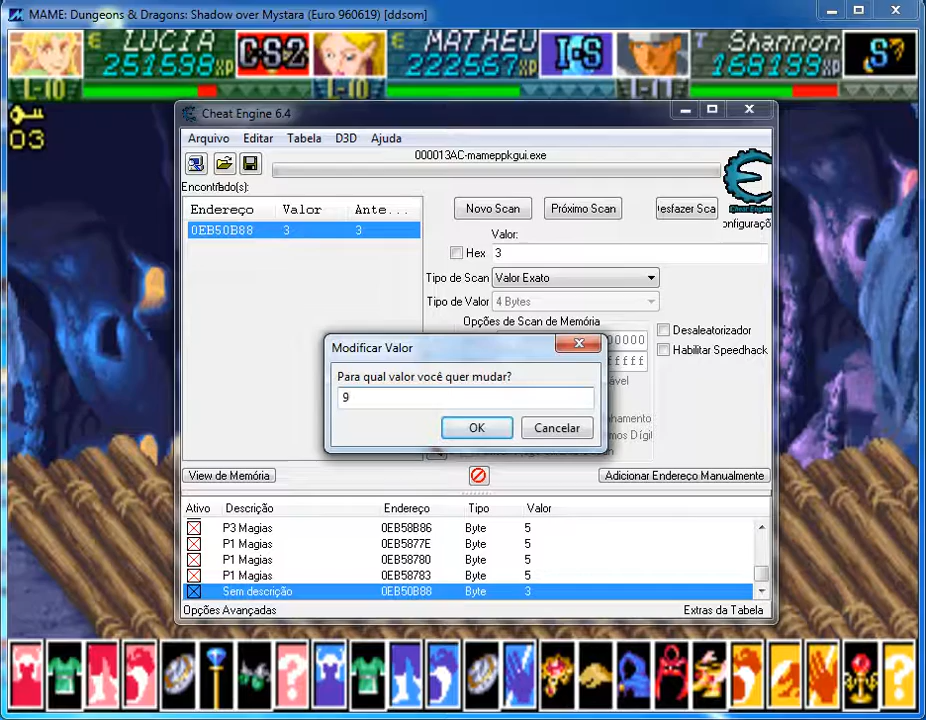 MAME: Dungeons & Dragons: Shadow over Mystara (Euro 960619) [ddsom]
LUCIA CS2 MATHEU Shannon
251598XP 222567XP 168199XP
L-10 L-10 L-11
03
Cheat Engine 6.4
Arquivo Editar Tabela D3D Ajuda
000013AC-mameppkgui.exe
Encontrado(s):
Endereço Valor Ante...
0EB50B88 3 3
Novo Scan Próximo Scan esfazer Sca
Cheat Engine
onfiguraçõ
Valor:
Hex 3
Tipo de Scan Valor Exato
Tipo de Valor 4 Bytes
Opções de Scan de Memória
00000
fffff
Desaleatorizador
Habilitar Speedhack
Modificar Valor
Para qual valor você quer mudar?
9
OK Cancelar
View de Memória Adicionar Endereço Manualmente
Ativo Descrição Endereço Tipo Valor
P3 Magias 0EB58B86 Byte 5
P1 Magias 0EB5877E Byte 5
P1 Magias 0EB58780 Byte 5
P1 Magias 0EB58783 Byte 5
Sem descrição 0EB50B88 Byte 3
Opções Avançadas Extras da Tabela